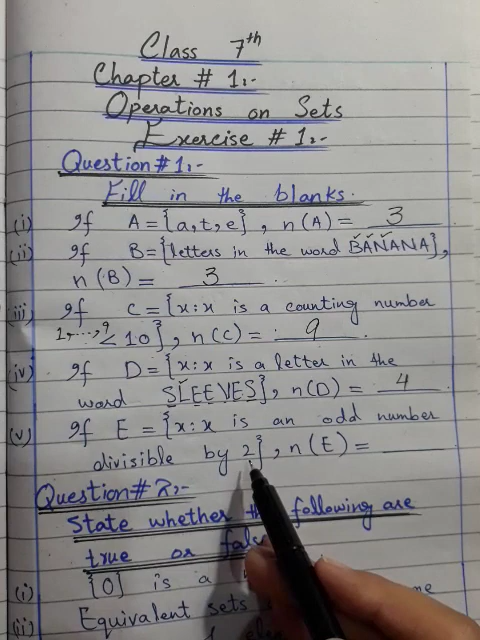 Class 7th
Chapter # 1:-
Operations on Sets
Exercise # 1:-
Question # 1:-
Fill in the blanks.
(i) If A = {a, t, e}, n(A) = 3
(ii) If B = {letters in the word BANANA},
n(B) = 3
(iii) If C = {x:x is a counting number
1,...,9 < 10}, n(C) = 9
(iv) If D = {x:x is a letter in the
word SLEEVES}, n(D) = 4
(v) If E = {x:x is an odd number
divisible by 2}, n(E) = ____
Question # 2:-
State whether the following are
true or false
(i) {0} is a
(ii) Equivalent sets